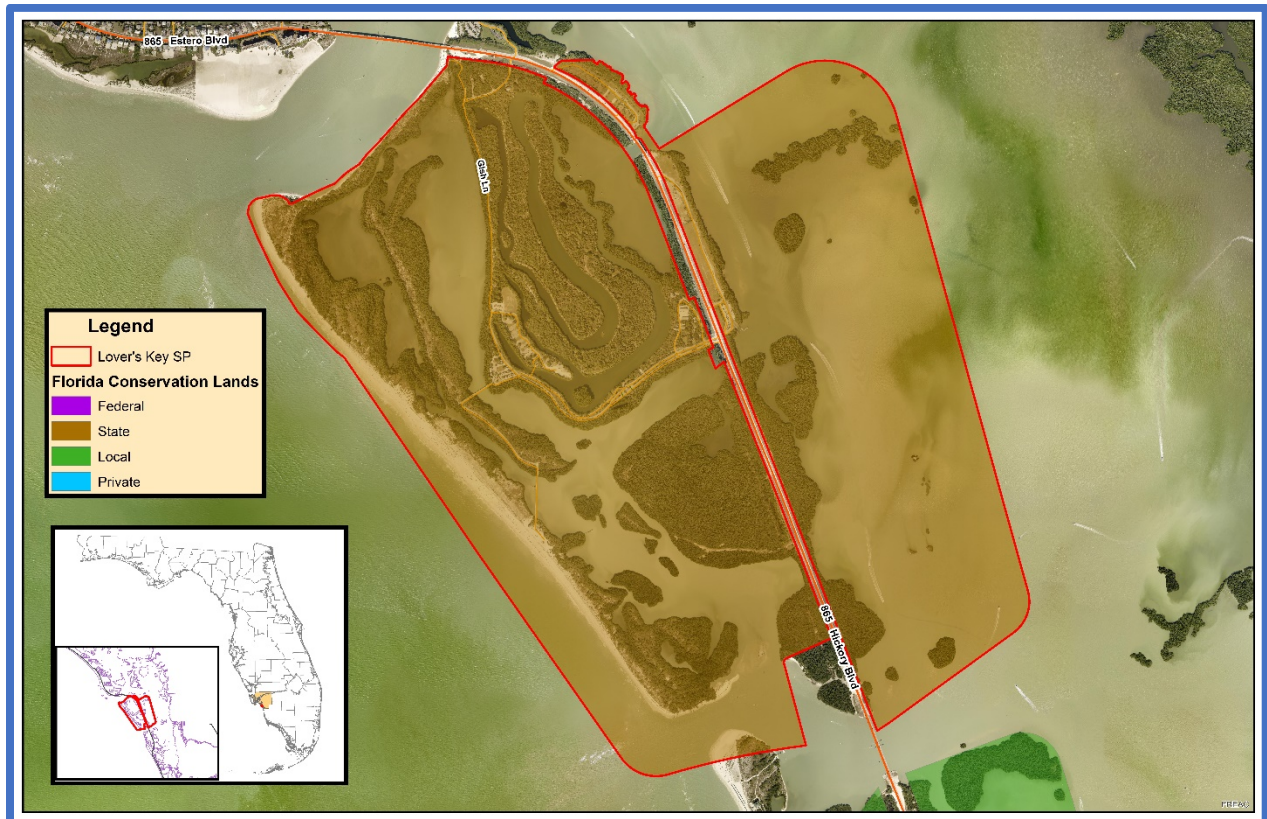 865 Estero Blvd
Gish Ln
Legend
Lover's Key SP
Florida Conservation Lands
Federal
State
Local
Private
865 Hickory Blvd
FREAC